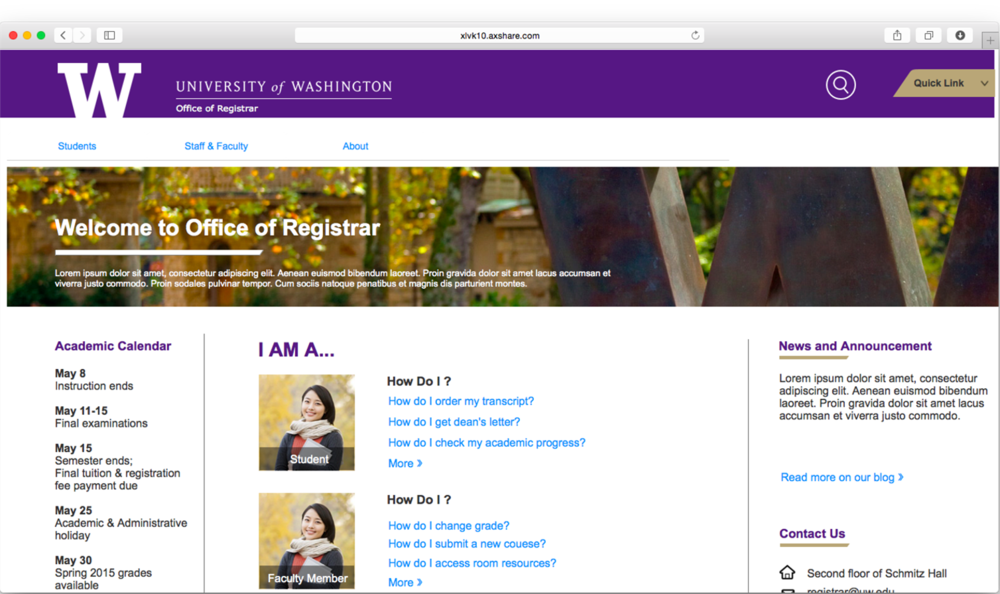 xivk10.axshare.com
W
UNIVERSITY of WASHINGTON
Office of Registrar
Quick Link
Students
Staff & Faculty
About
Welcome to Office of Registrar
Lorem ipsum dolor sit amet, consectetur adipiscing elit. Aenean euismod bibendum laoreet. Proin gravida dolor sit amet lacus accumsan et
viverra justo commodo. Proin sodales pulvinar tempor. Cum sociis natoque penatibus et magnis dis parturient montes.
Academic Calendar
May 8
Instruction ends
May 11-15
Final examinations
May 15
Semester ends;
Final tuition & registration
fee payment due
May 25
Academic & Administrative
holiday
May 30
Spring 2015 grades
available
I AM A...
Student
How Do I ?
How do I order my transcript?
How do I get dean's letter?
How do I check my academic progress?
More
Faculty Member
How Do I ?
How do I change grade?
How do I submit a new couese?
How do I access room resources?
More
News and Announcement
Lorem ipsum dolor sit amet, consectetur
adipiscing elit. Aenean euismod bibendum
laoreet. Proin gravida dolor sit amet lacus
accumsan et viverra justo commodo.
Read more on our blog
Contact Us
Second floor of Schmitz Hall
registrar@uw.edu